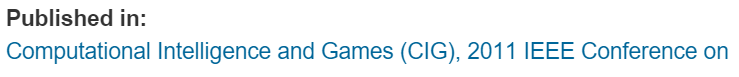 Published in:
Computational Intelligence and Games (CIG), 2011 IEEE Conference on